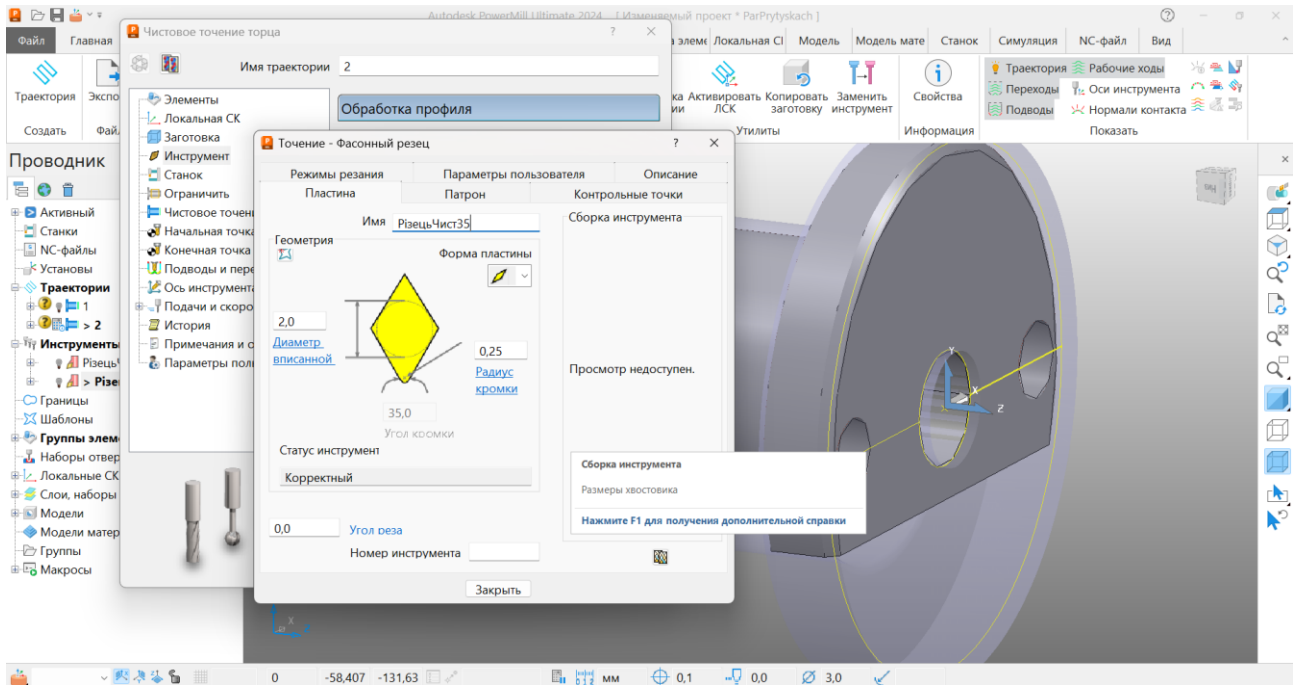 Autodesk PowerMill Ultimate 2024 [ Изменяемый проект * ParPrytyskach ]
Файл
Главная
Локальная СІ
Модель
Модель мате
Станок
Симуляция
NC-файл
Вид
Траектория
Создать
Активировать
ЛСК
Копировать
заготовку
Заменить
инструмент
Утилиты
Свойства
Информация
Траектория
Рабочие ходы
Переходы
Оси инструмента
Подводы
Нормали контакта
Показать
Чистовое точение торца
Имя траектории 2
Обработка профиля
Элементы
Локальная СК
Заготовка
Инструмент
Станок
Ограничить
Чистовое точени
Начальная точка
Конечная точка
Подводы и пере
Ось инструмент
Подачи и скоро
История
Примечания и о
Параметры поль
Проводник
Активный
Станки
NC-файлы
Установы
Траектории
1
> 2
Инструменты
Різець
> Різе
Границы
Шаблоны
Группы элем
Наборы отвер
Локальные СК
Слои, наборы
Модели
Модели матер
Группы
Макросы
Точение - Фасонный резец
Режимы резания
Параметры пользователя
Описание
Пластина
Патрон
Контрольные точки
Имя РізецьЧист35
Геометрия
Форма пластины
2,0
Диаметр
вписанной
0,25
Радиус
кромки
35,0
Угол кромки
Статус инструмент
Корректный
0,0 Угол реза
Номер инструмента
Сборка инструмента
Просмотр недоступен.
Сборка инструмента
Размеры хвостовика
Нажмите F1 для получения дополнительной справки
Закрыть
Y
X
Z
X
0
-58,407
-131,63
мм
0,1
0,0
3,0